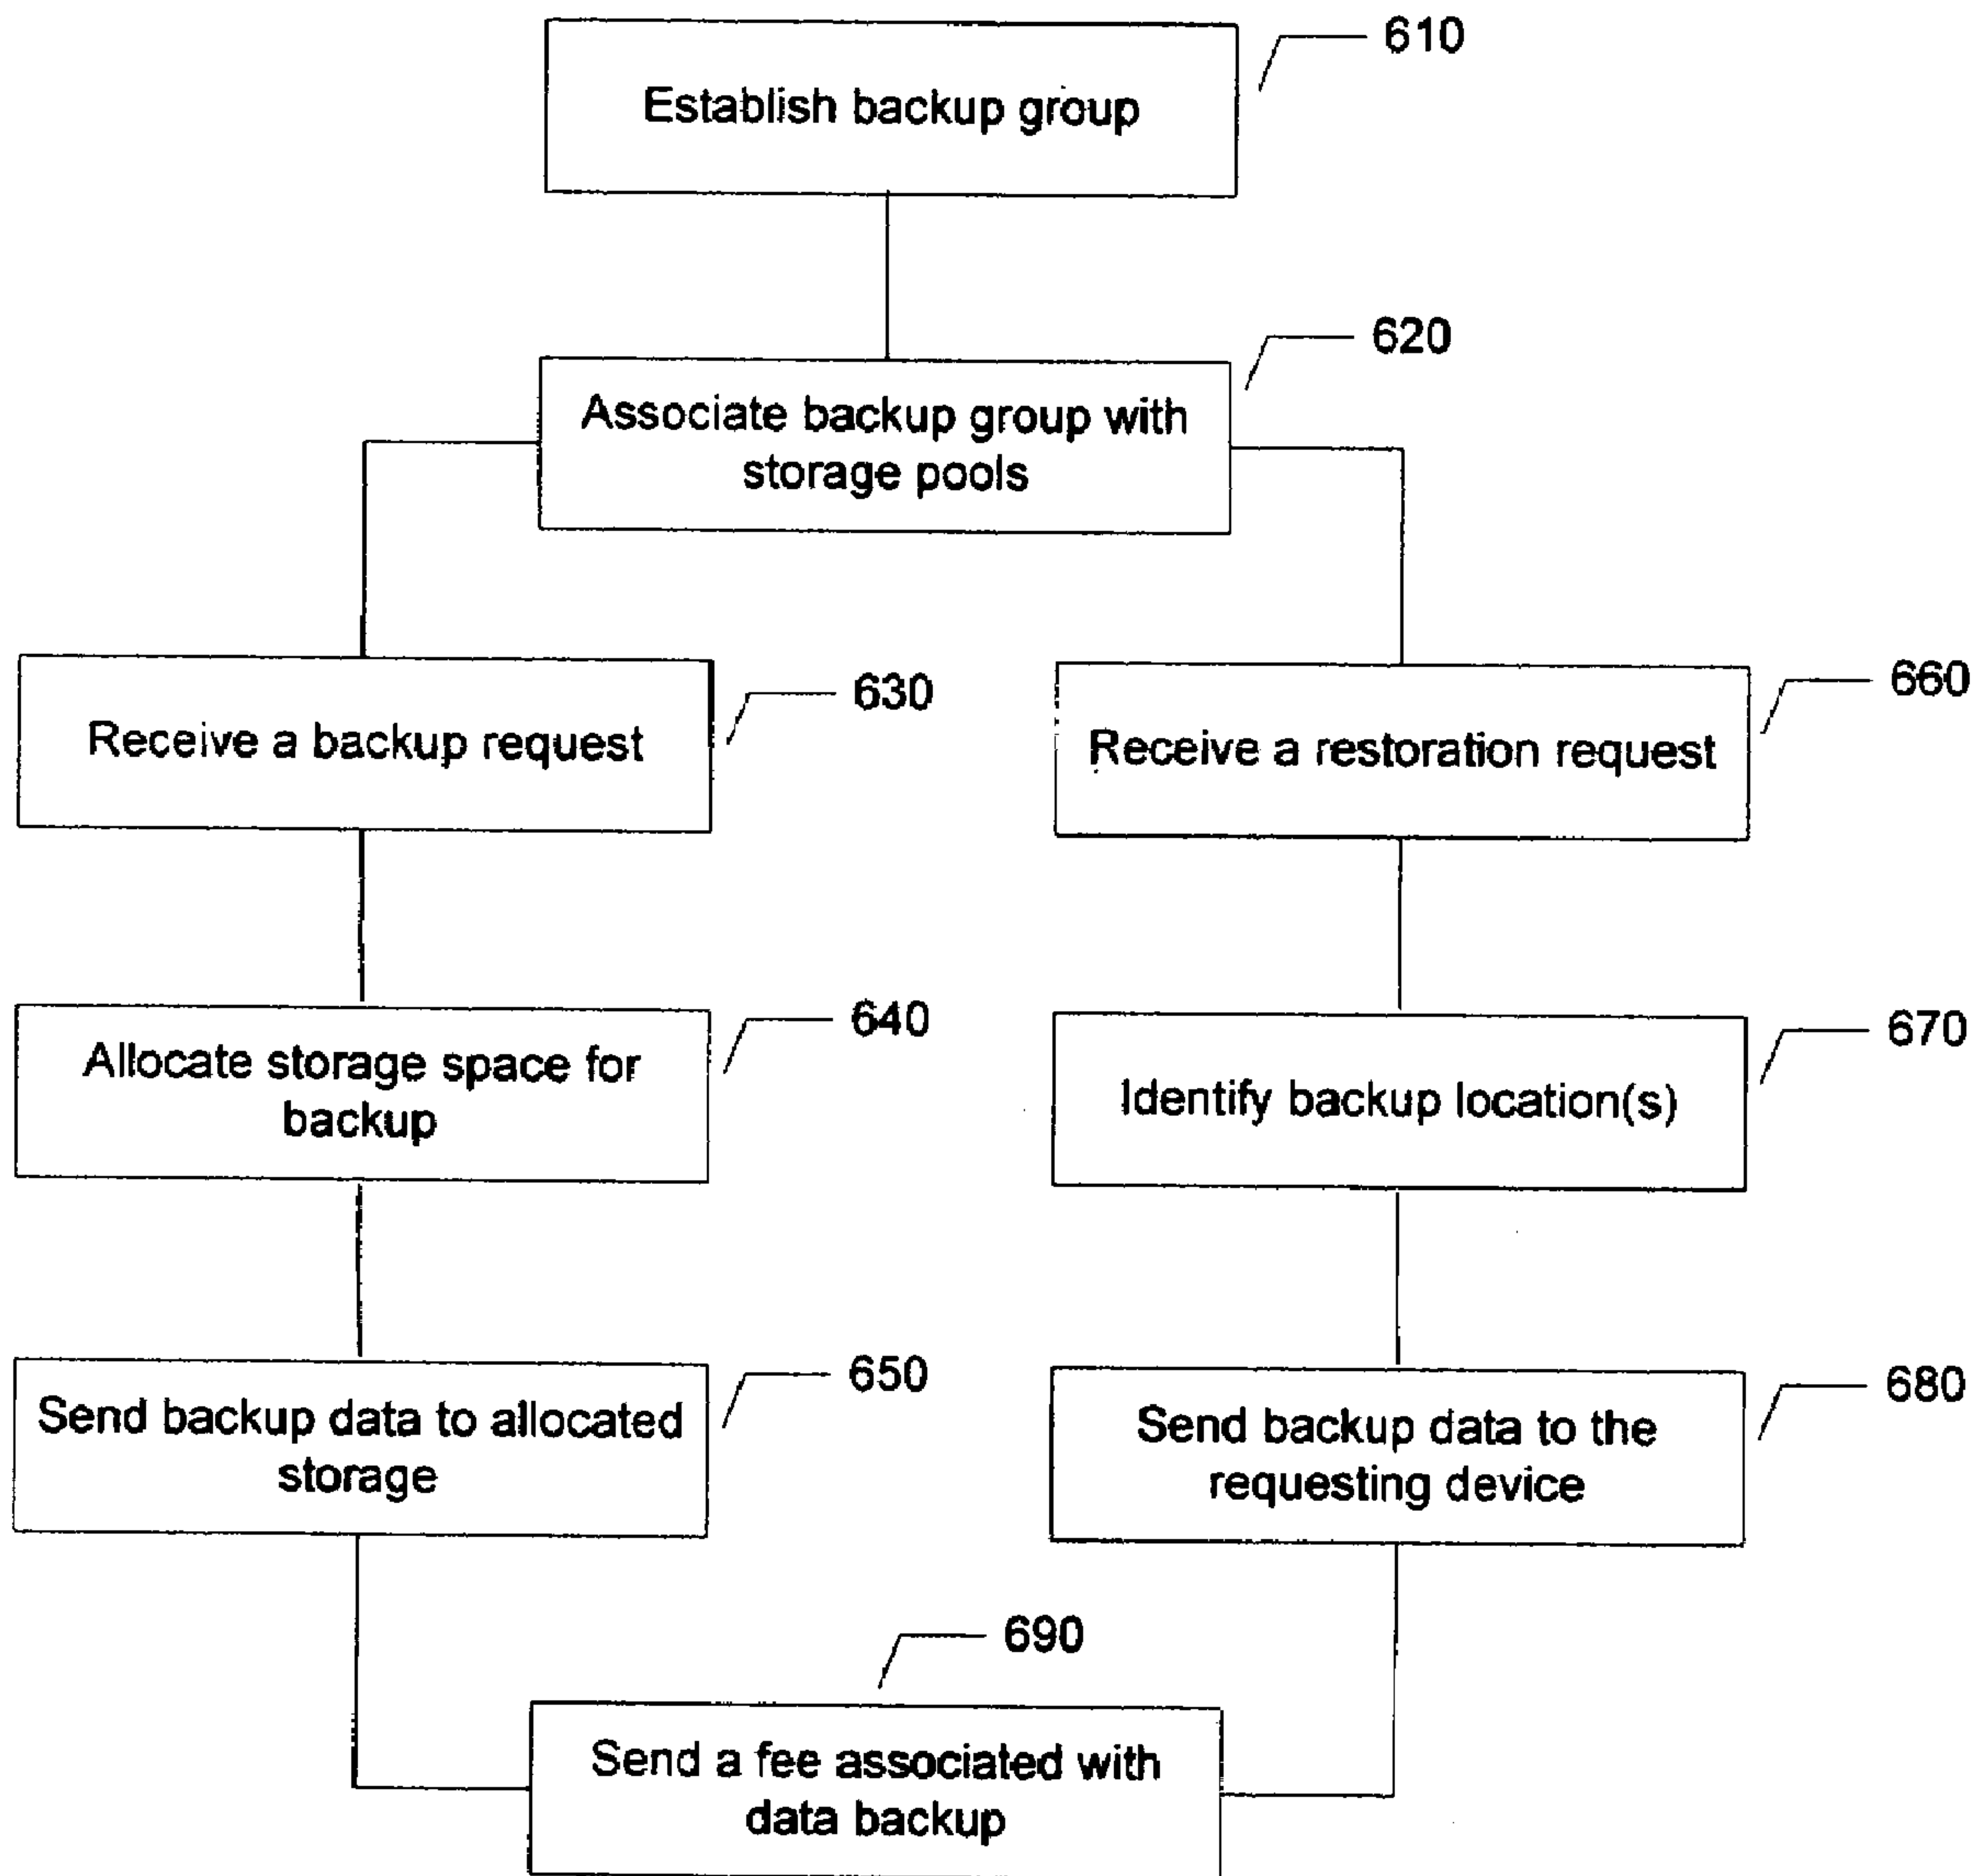 610
Establish backup group
620
Associate backup group with
storage pools
630
Receive a backup request
660
Receive a restoration request
640
Allocate storage space for
backup
670
Identify backup location(s)
650
Send backup data to allocated
storage
680
Send backup data to the
requesting device
690
Send a fee associated with
data backup